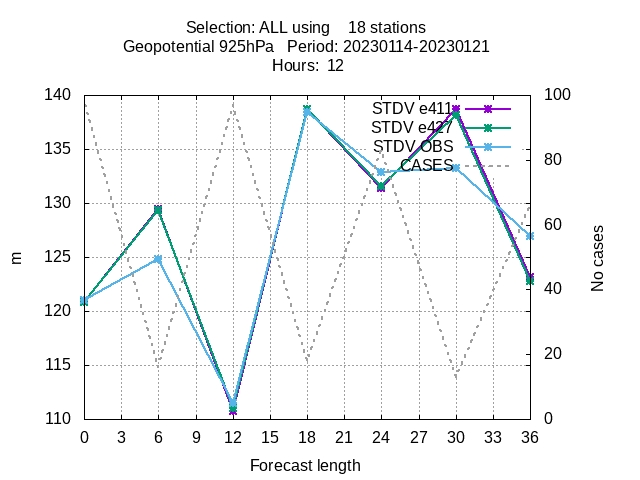 Selection: ALL using    18 stations
Geopotential 925hPa   Period: 20230114-20230121
Hours:  12
STDV e411
STDV e427
STDV OBS
CASES
140
135
130
125
120
115
110
m
100
80
60
40
20
0
No cases
0 3 6 9 12 15 18 21 24 27 30 33 36
Forecast length